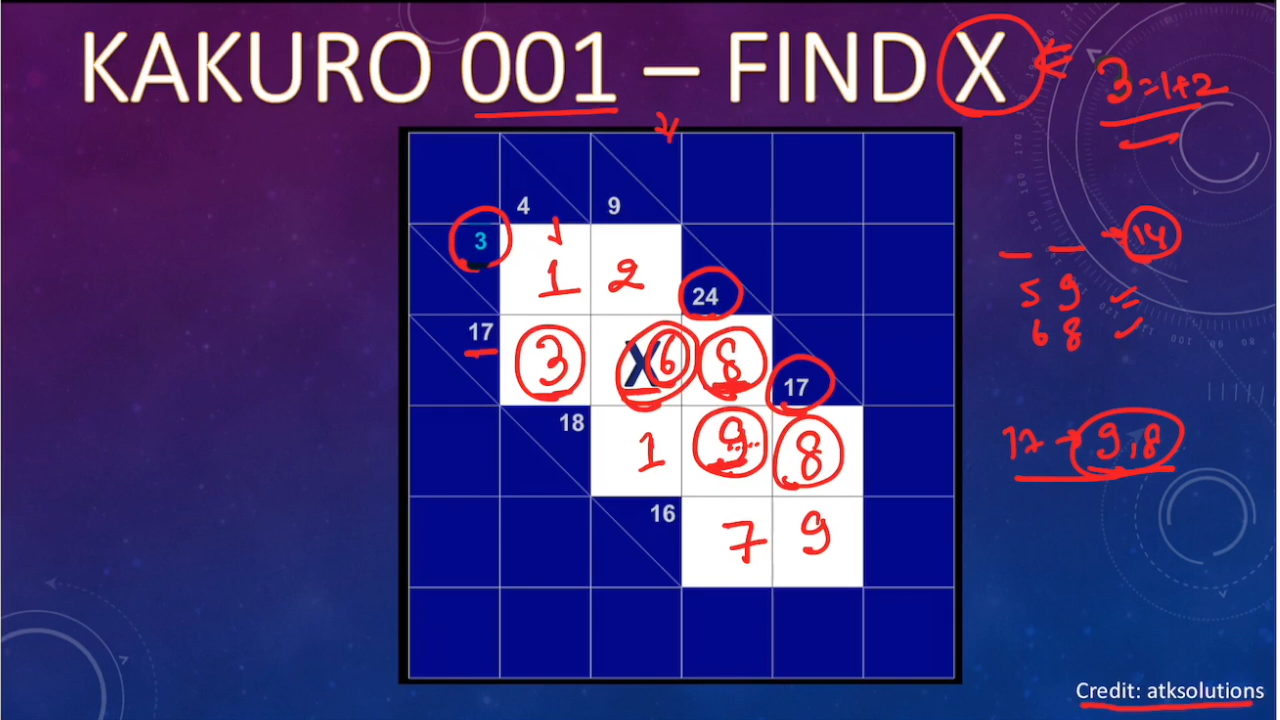 KAKURO 001 – FIND X
3=1+2
4 9
3 1 2
24
14
5 9
6 8
17 3 X 6 8
17
18 1 9 8
17 → 9,8
16 7 9
Credit: atksolutions